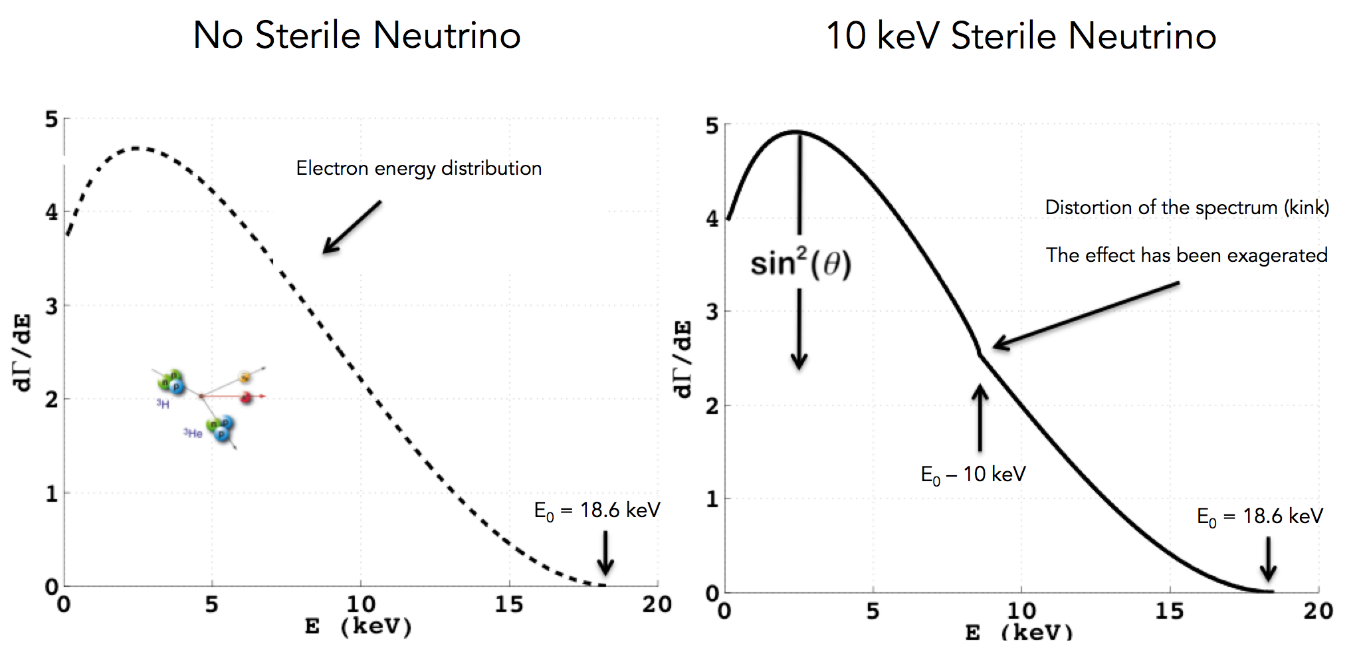 No Sterile Neutrino
10 keV Sterile Neutrino
5
4
3
2
1
0
dΓ/dE
Electron energy distribution
³H
³He
n
n
p
n
p
p
E₀ = 18.6 keV
0
5
10
15
20
E (keV)
5
4
3
2
1
0
dΓ/dE
sin²(θ)
Distortion of the spectrum (kink)
The effect has been exagerated
E₀ – 10 keV
E₀ = 18.6 keV
0
5
10
15
20
E (keV)